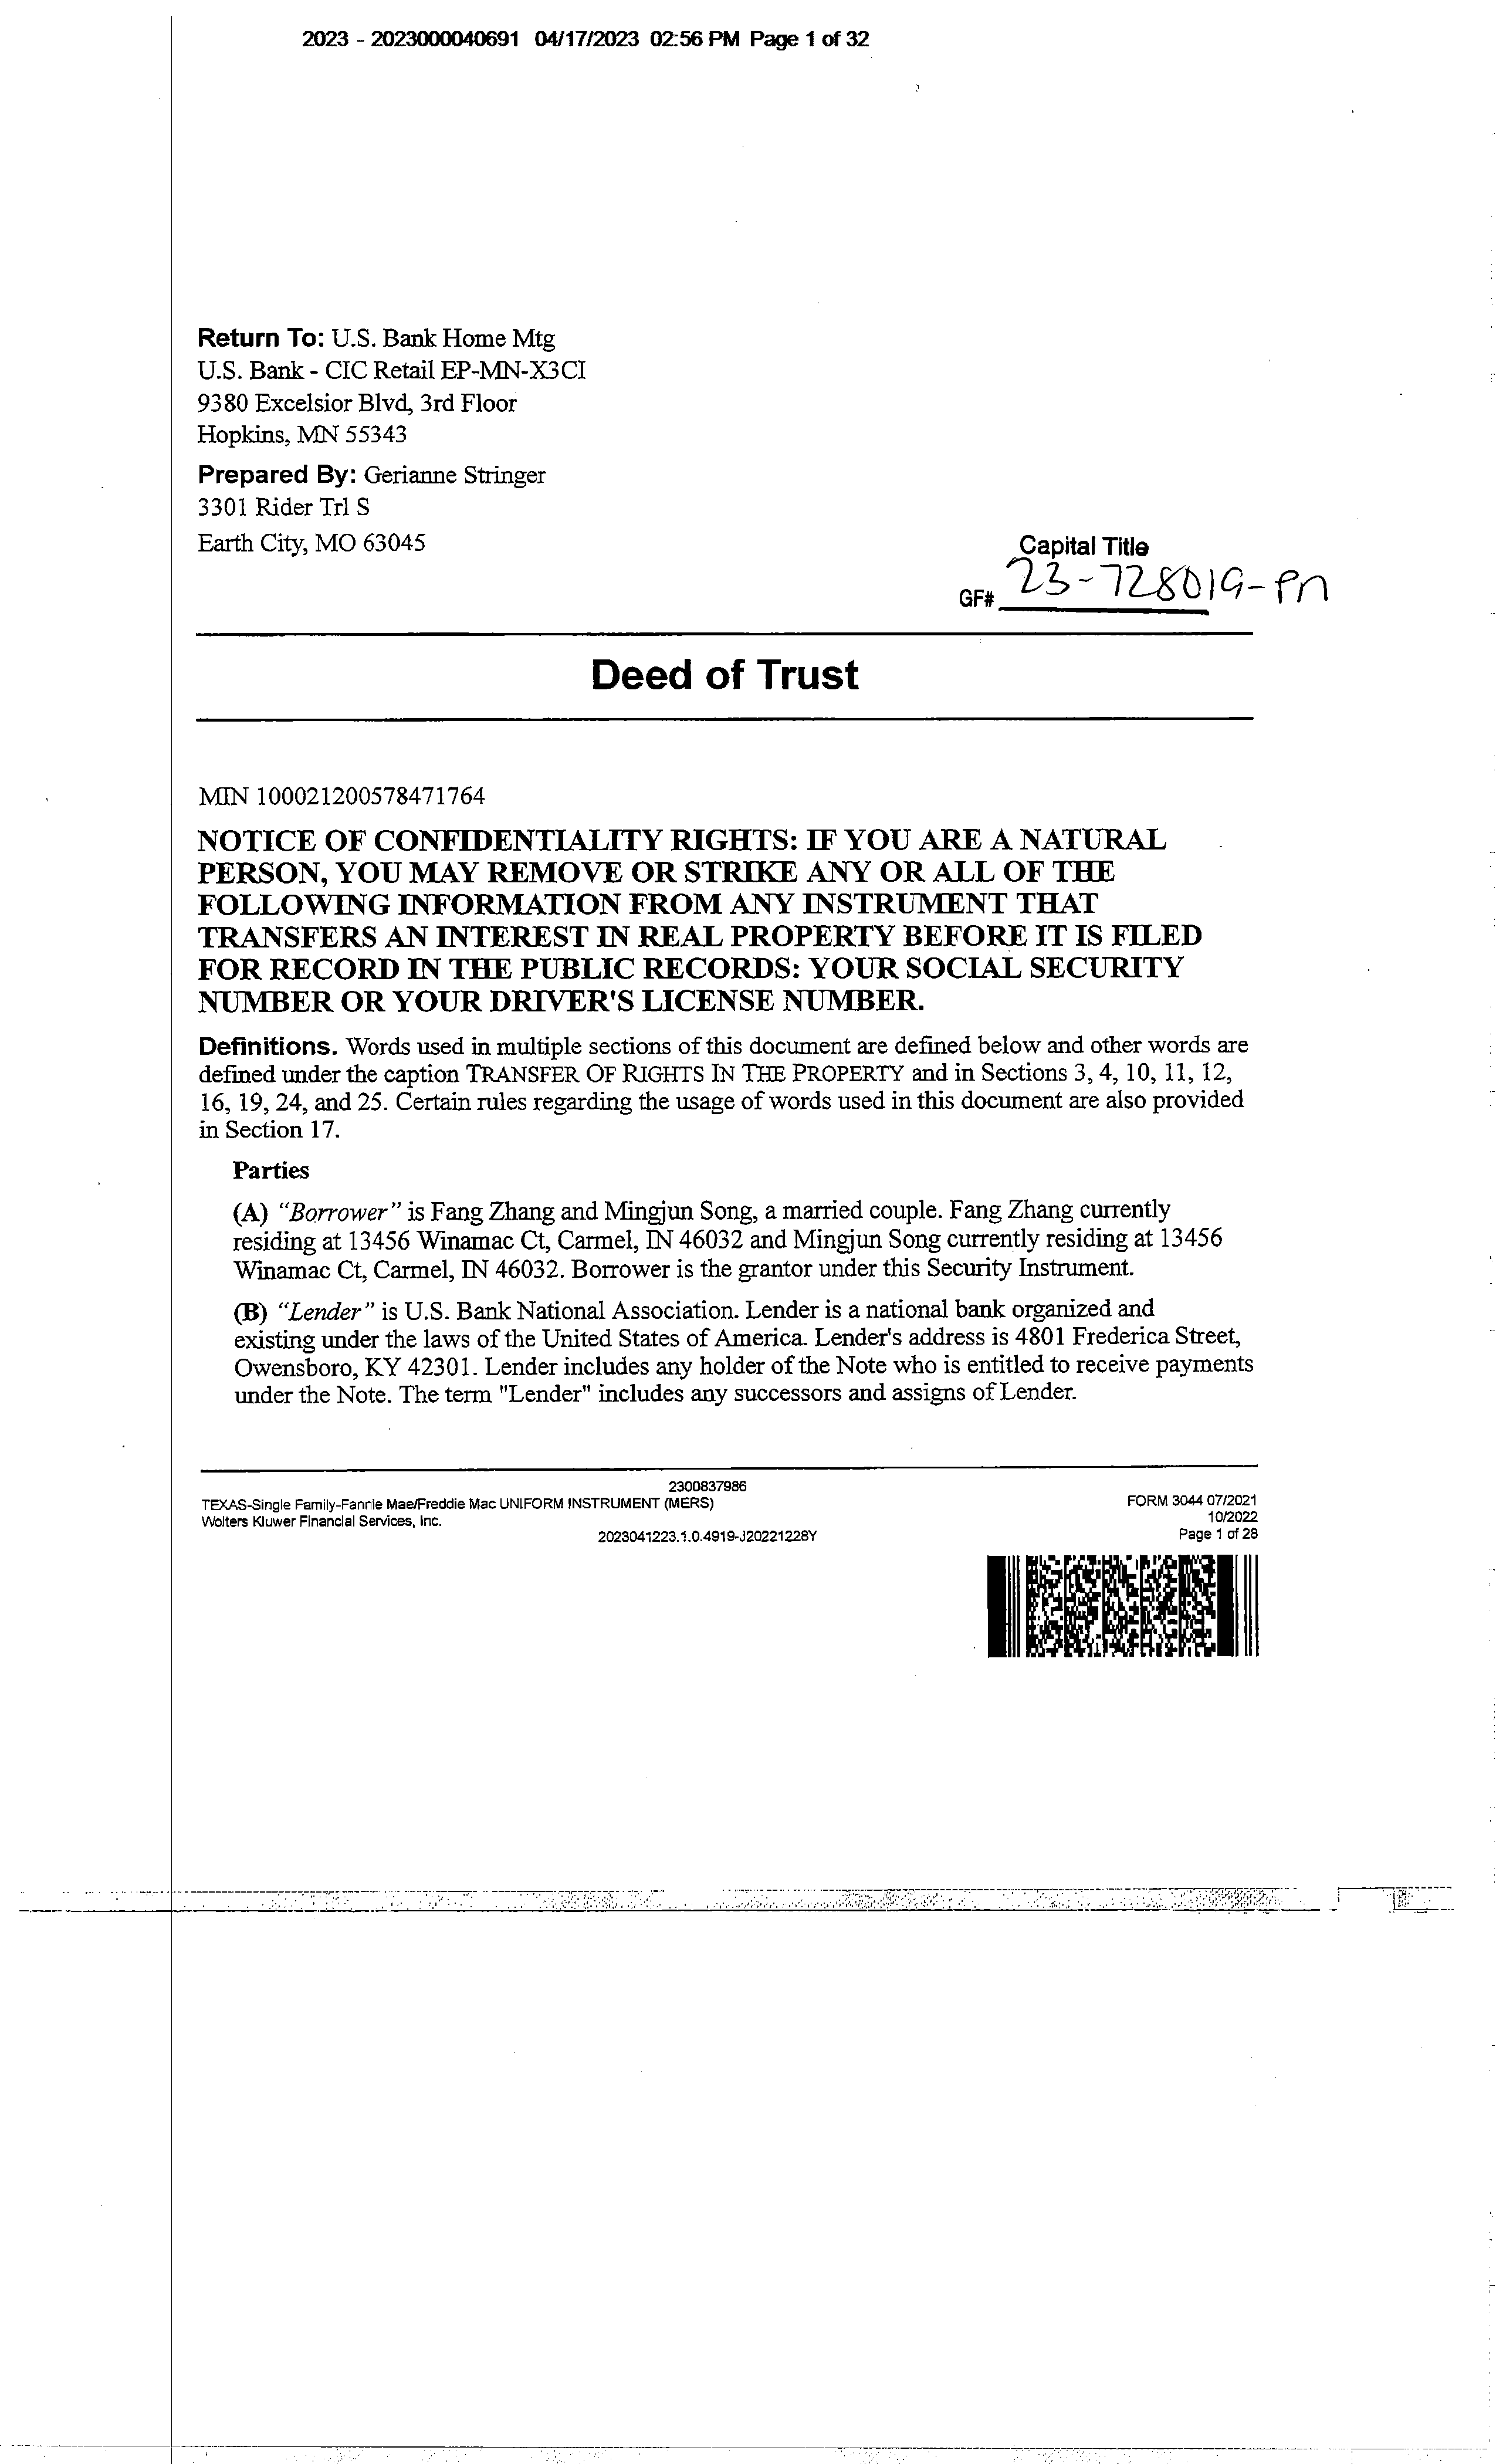 2023 - 2023000040691 04/17/2023 02:56 PM Page 1 of 32
Return To: U.S. Bank Home Mtg
U.S. Bank - CIC Retail EP-MN-X3CI
9380 Excelsior Blvd, 3rd Floor
Hopkins, MN 55343
Prepared By: Gerianne Stringer
3301 Rider Trl S
Earth City, MO 63045
Capital Title
GF# 23-728019-PN
Deed of Trust
MIN 100021200578471764
NOTICE OF CONFIDENTIALITY RIGHTS: IF YOU ARE A NATURAL
PERSON, YOU MAY REMOVE OR STRIKE ANY OR ALL OF THE
FOLLOWING INFORMATION FROM ANY INSTRUMENT THAT
TRANSFERS AN INTEREST IN REAL PROPERTY BEFORE IT IS FILED
FOR RECORD IN THE PUBLIC RECORDS: YOUR SOCIAL SECURITY
NUMBER OR YOUR DRIVER'S LICENSE NUMBER.
Definitions. Words used in multiple sections of this document are defined below and other words are
defined under the caption TRANSFER OF RIGHTS IN THE PROPERTY and in Sections 3, 4, 10, 11, 12,
16, 19, 24, and 25. Certain rules regarding the usage of words used in this document are also provided
in Section 17.
Parties
(A) "Borrower" is Fang Zhang and Mingjun Song, a married couple. Fang Zhang currently
residing at 13456 Winamac Ct, Carmel, IN 46032 and Mingjun Song currently residing at 13456
Winamac Ct, Carmel, IN 46032. Borrower is the grantor under this Security Instrument.
(B) "Lender" is U.S. Bank National Association. Lender is a national bank organized and
existing under the laws of the United States of America. Lender's address is 4801 Frederica Street,
Owensboro, KY 42301. Lender includes any holder of the Note who is entitled to receive payments
under the Note. The term "Lender" includes any successors and assigns of Lender.
2300837986
TEXAS-Single Family-Fannie Mae/Freddie Mac UNIFORM INSTRUMENT (MERS)
FORM 3044 07/2021
Wolters Kluwer Financial Services, Inc.
10/2022
2023041223.1.0.4919-J20221228Y
Page 1 of 28